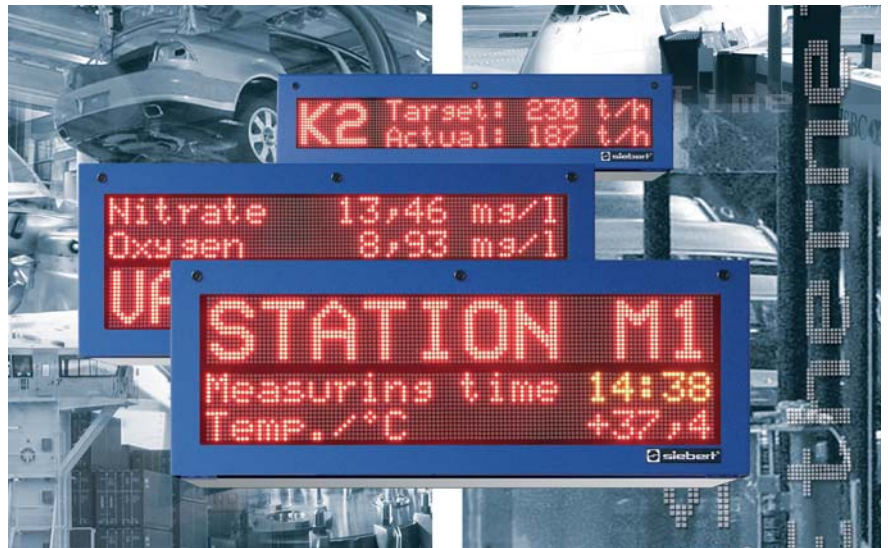 K2 Target: 230 t/h
Actual: 187 t/h
siebert
Nitrate 13,46 mg/l
Oxygen 8,93 mg/l
STATION M1
Measuring time 14:38
Temp./°C +37,4
siebert
Time